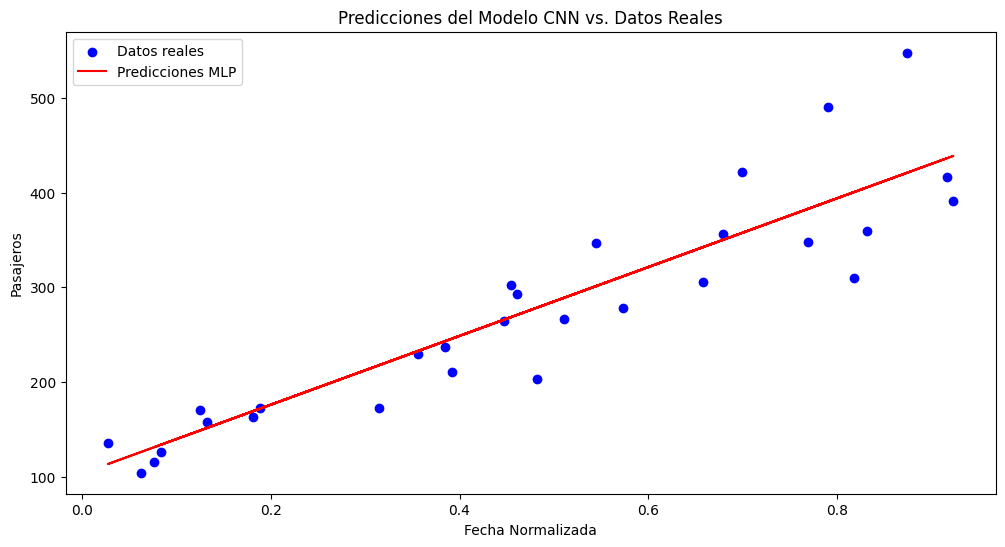 Predicciones del Modelo CNN vs. Datos Reales
Datos reales
Predicciones MLP
500
400
300
200
100
Pasajeros
0.0 0.2 0.4 0.6 0.8
Fecha Normalizada